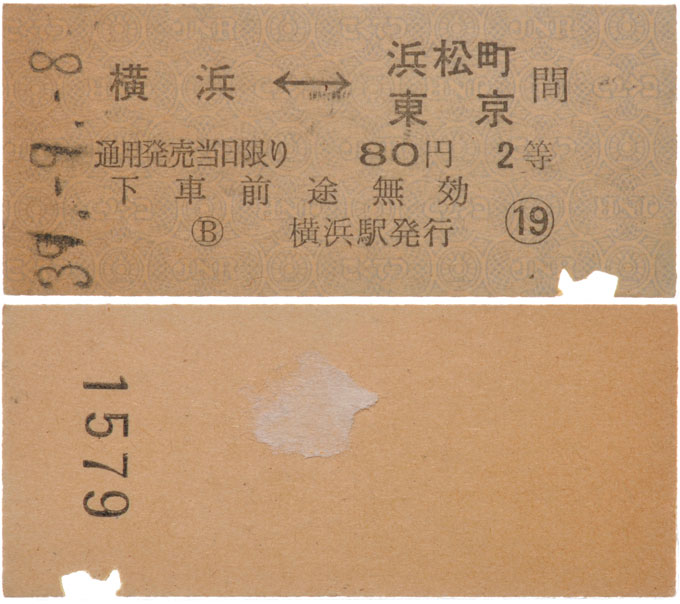 39.-9.-8
横浜 ↔ 浜松町 東京 間
通用発売当日限り 80円 2等
下車前途無効
Ⓑ 横浜駅発行 ⑲
1579